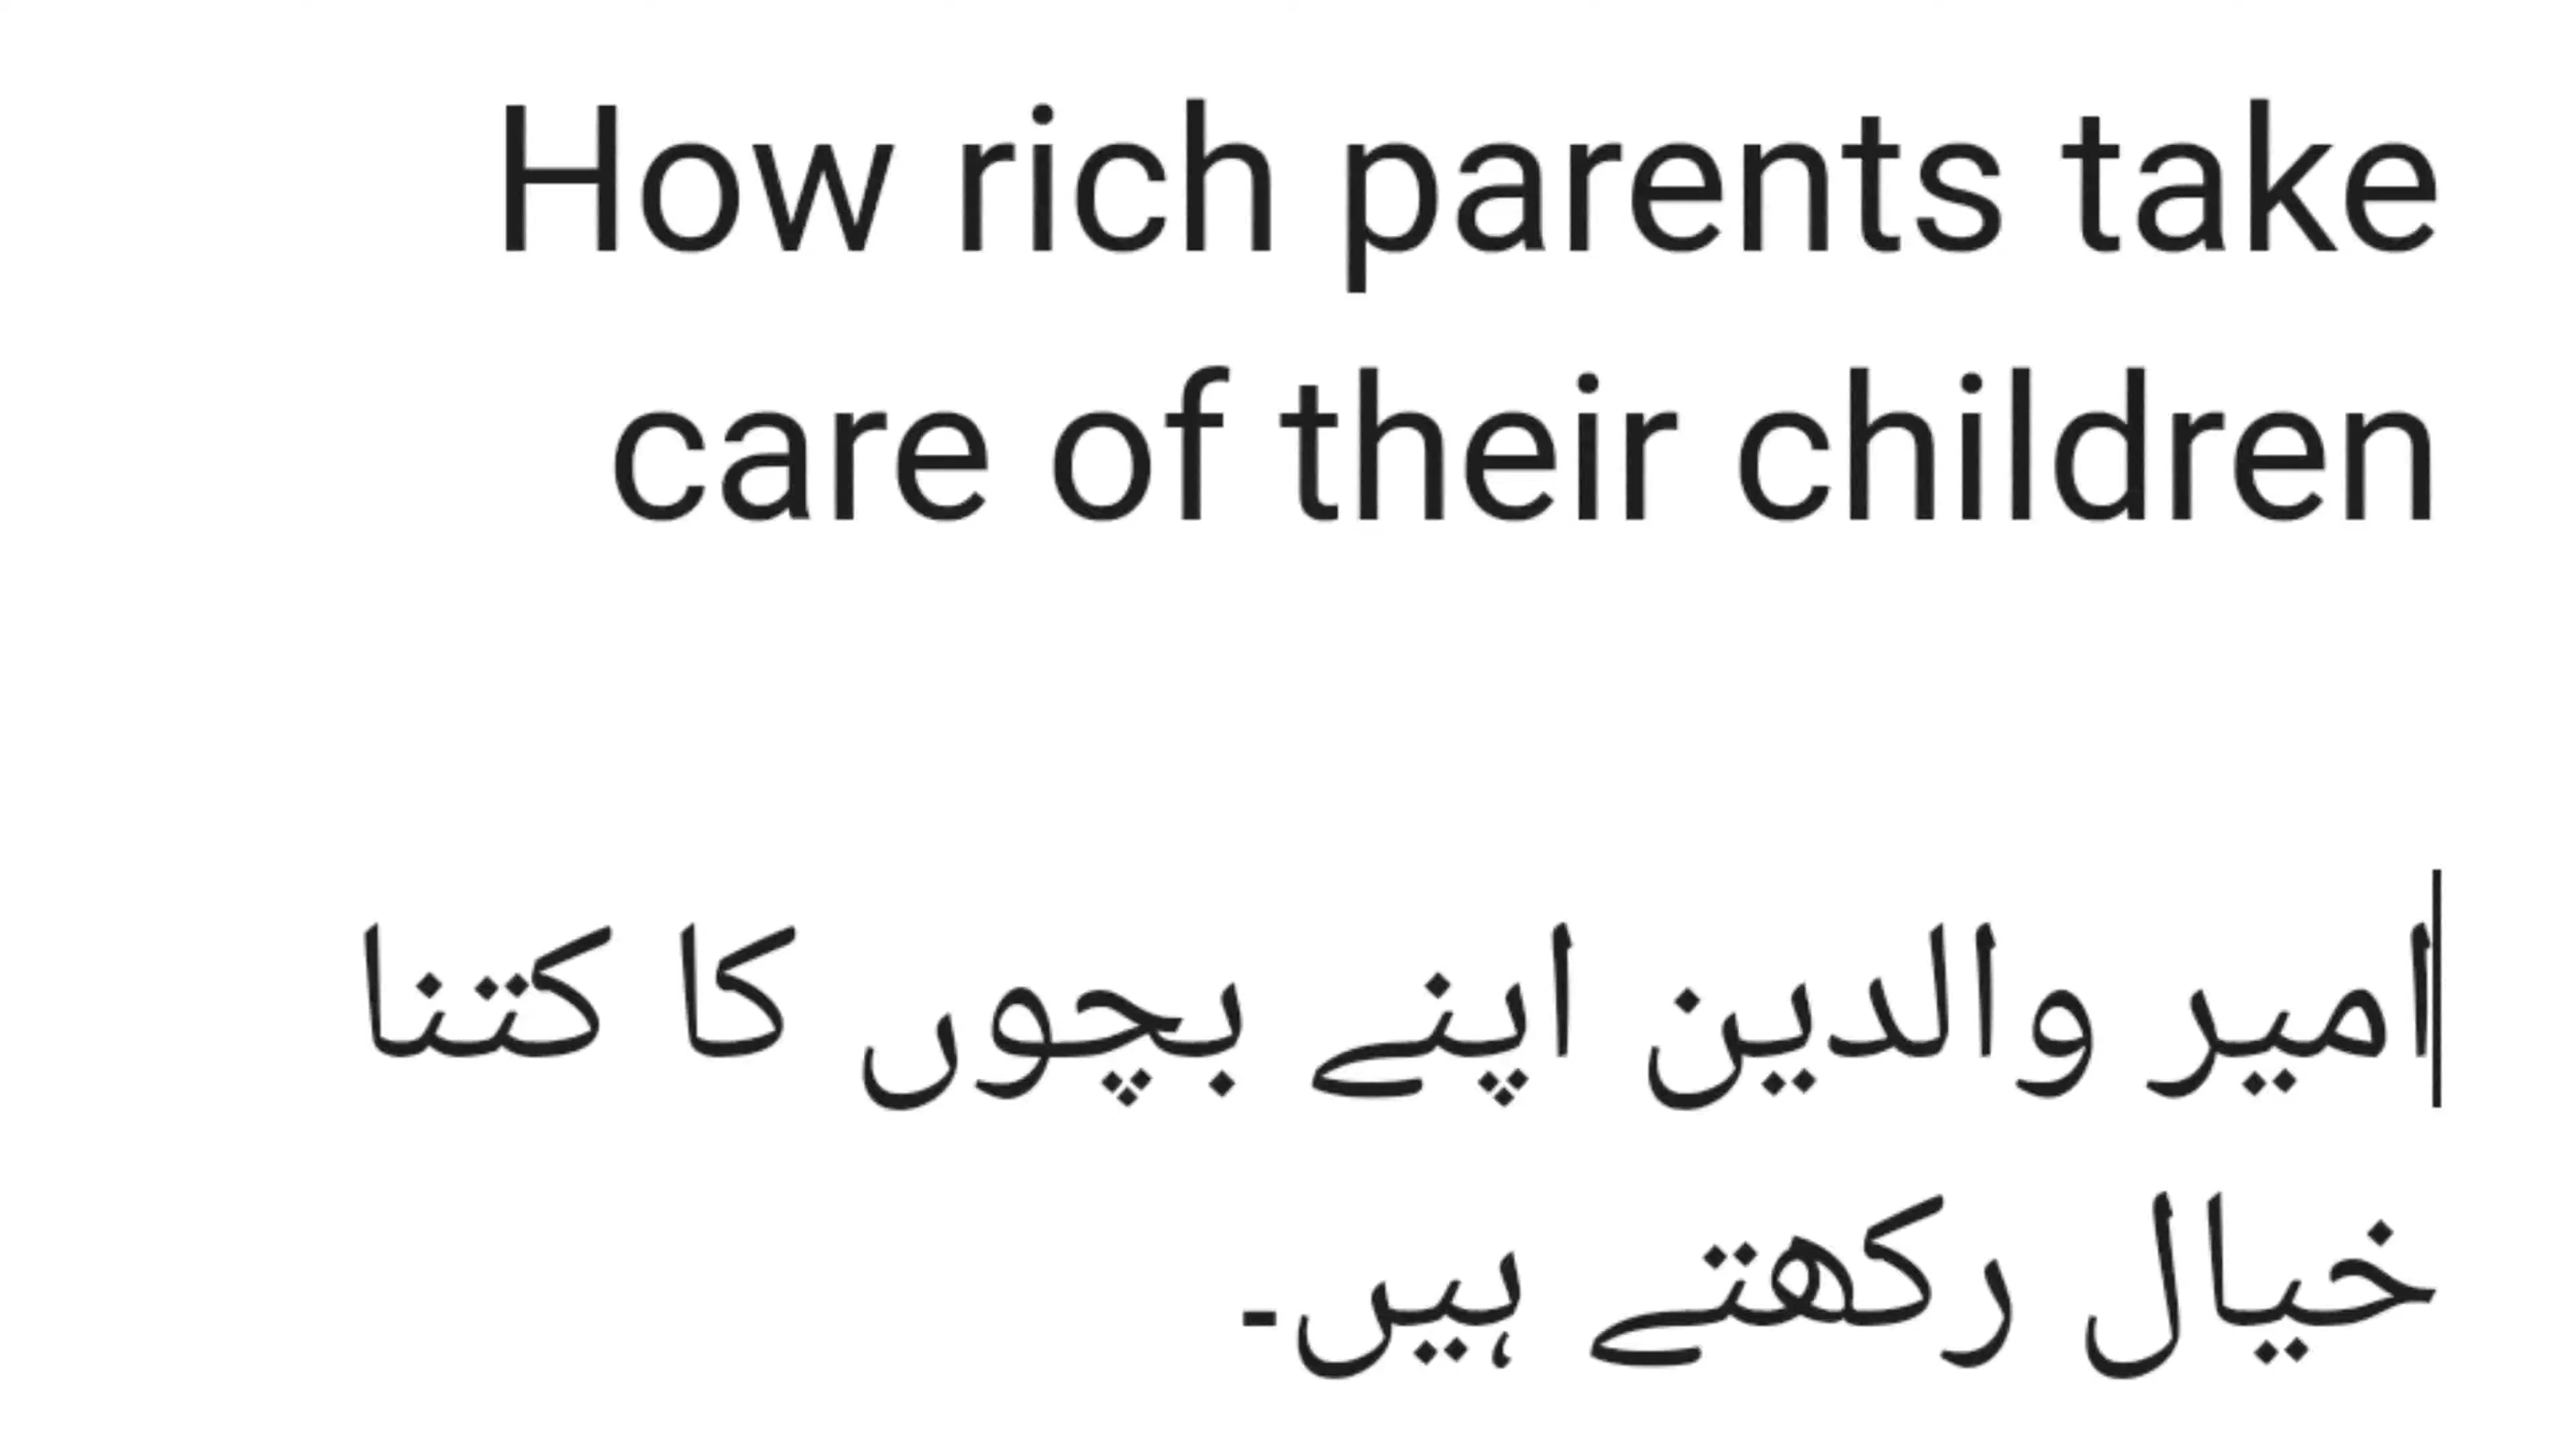 How rich parents take
care of their children
امیر والدین اپنے بچوں کا کتنا
خیال رکھتے ہیں۔